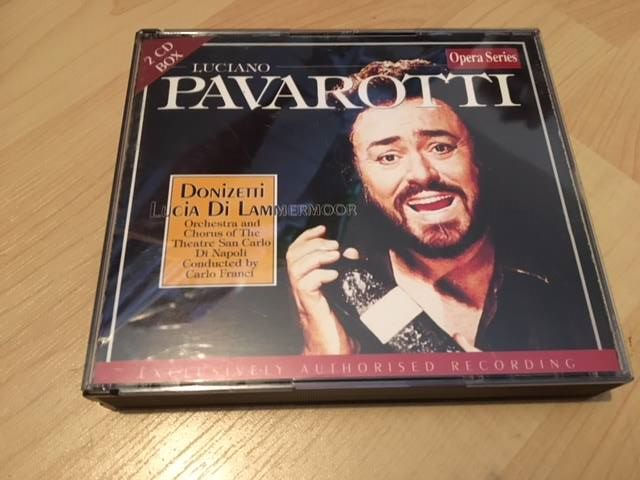 2 CD
BOX
LUCIANO
Opera Series
PAVAROTTI
DONIZETTI
LUCIA DI LAMMERMOOR
Orchestra and
Chorus of The
Theatre San Carlo
Di Napoli
Conducted by
Carlo Franci
EXCLUSIVELY AUTHORISED RECORDING